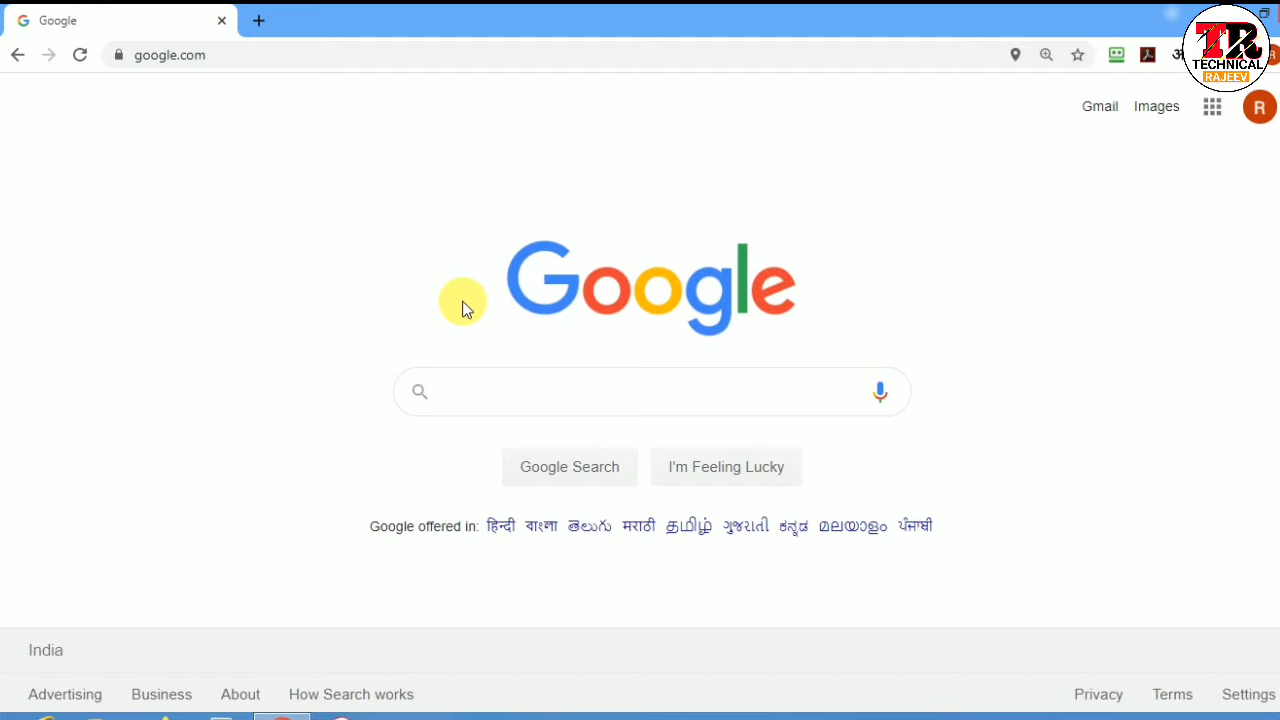 Google
google.com
TR
TECHNICAL
RAJEEV
Gmail Images
R
Google
Google Search I'm Feeling Lucky
Google offered in: हिन्दी বাংলা తెలుగు मराठी தமிழ் ગુજરાતી ಕನ್ನಡ മലയാളം ਪੰਜਾਬੀ
India
Advertising Business About How Search works Privacy Terms Settings